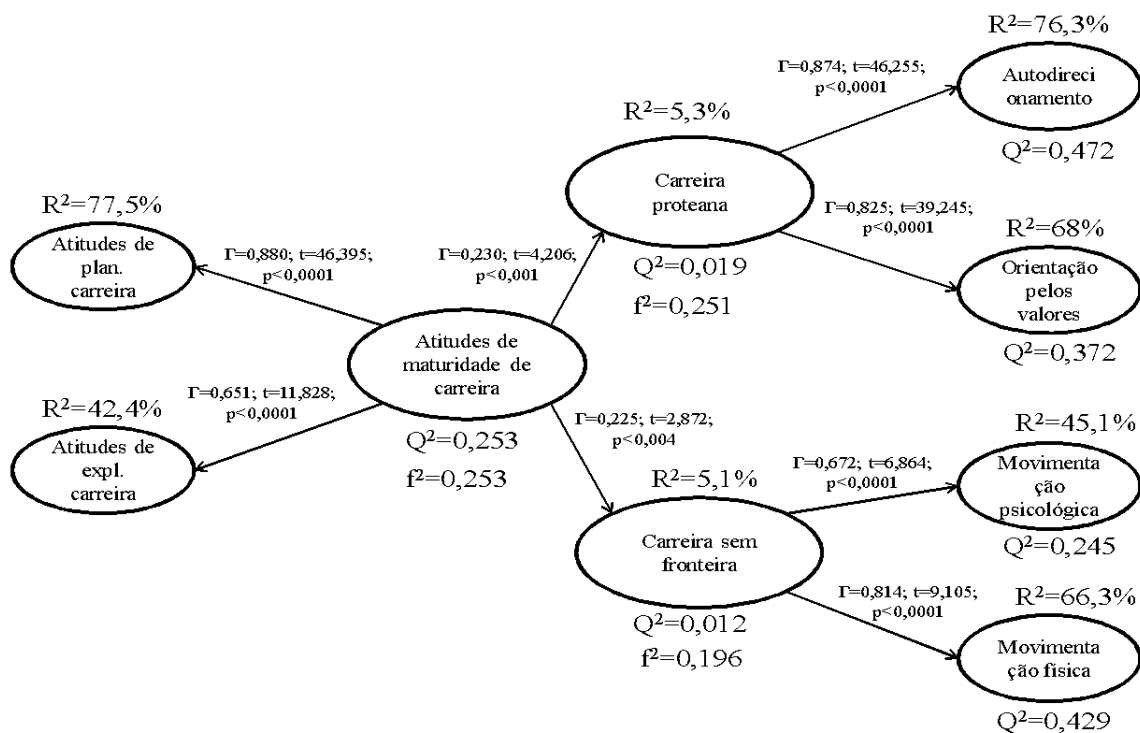 R²=76,3%
Γ=0,874; t=46,255;
p<0,0001
Autodireci
onamento
Q²=0,472
R²=5,3%
Carreira
proteana
Q²=0,019
f²=0,251
Γ=0,825; t=39,245;
p<0,0001
R²=68%
Orientação
pelos
valores
Q²=0,372
R²=77,5%
Atitudes de
plan.
carreira
Γ=0,880; t=46,395;
p<0,0001
Γ=0,230; t=4,206;
p<0,001
Atitudes de
maturidade de
carreira
Q²=0,253
f²=0,253
Γ=0,651; t=11,828;
p<0,0001
R²=42,4%
Atitudes de
expl.
carreira
Γ=0,225; t=2,872;
p<0,004
R²=5,1%
Carreira sem
fronteira
Q²=0,012
f²=0,196
Γ=0,672; t=6,864;
p<0,0001
R²=45,1%
Movimenta
ção
psicológica
Q²=0,245
Γ=0,814; t=9,105;
p<0,0001
R²=66,3%
Movimenta
ção física
Q²=0,429